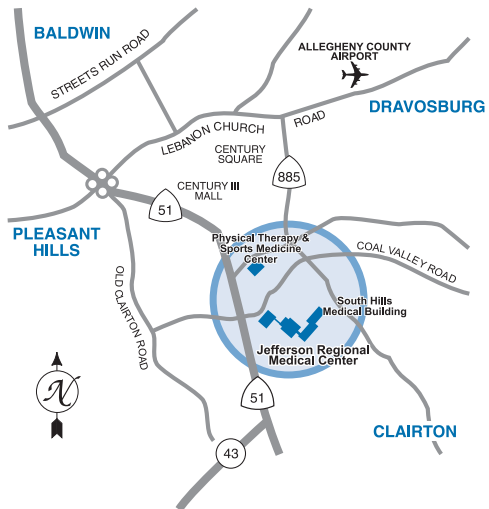 BALDWIN
STREETS RUN ROAD
ALLEGHENY COUNTY
AIRPORT
DRAVOSBURG
LEBANON CHURCH
ROAD
CENTURY
SQUARE
885
CENTURY III
MALL
51
PLEASANT
HILLS
Physical Therapy &
Sports Medicine
Center
COAL VALLEY ROAD
OLD CLAIRTON ROAD
South Hills
Medical Building
Jefferson Regional
Medical Center
N
51
CLAIRTON
43